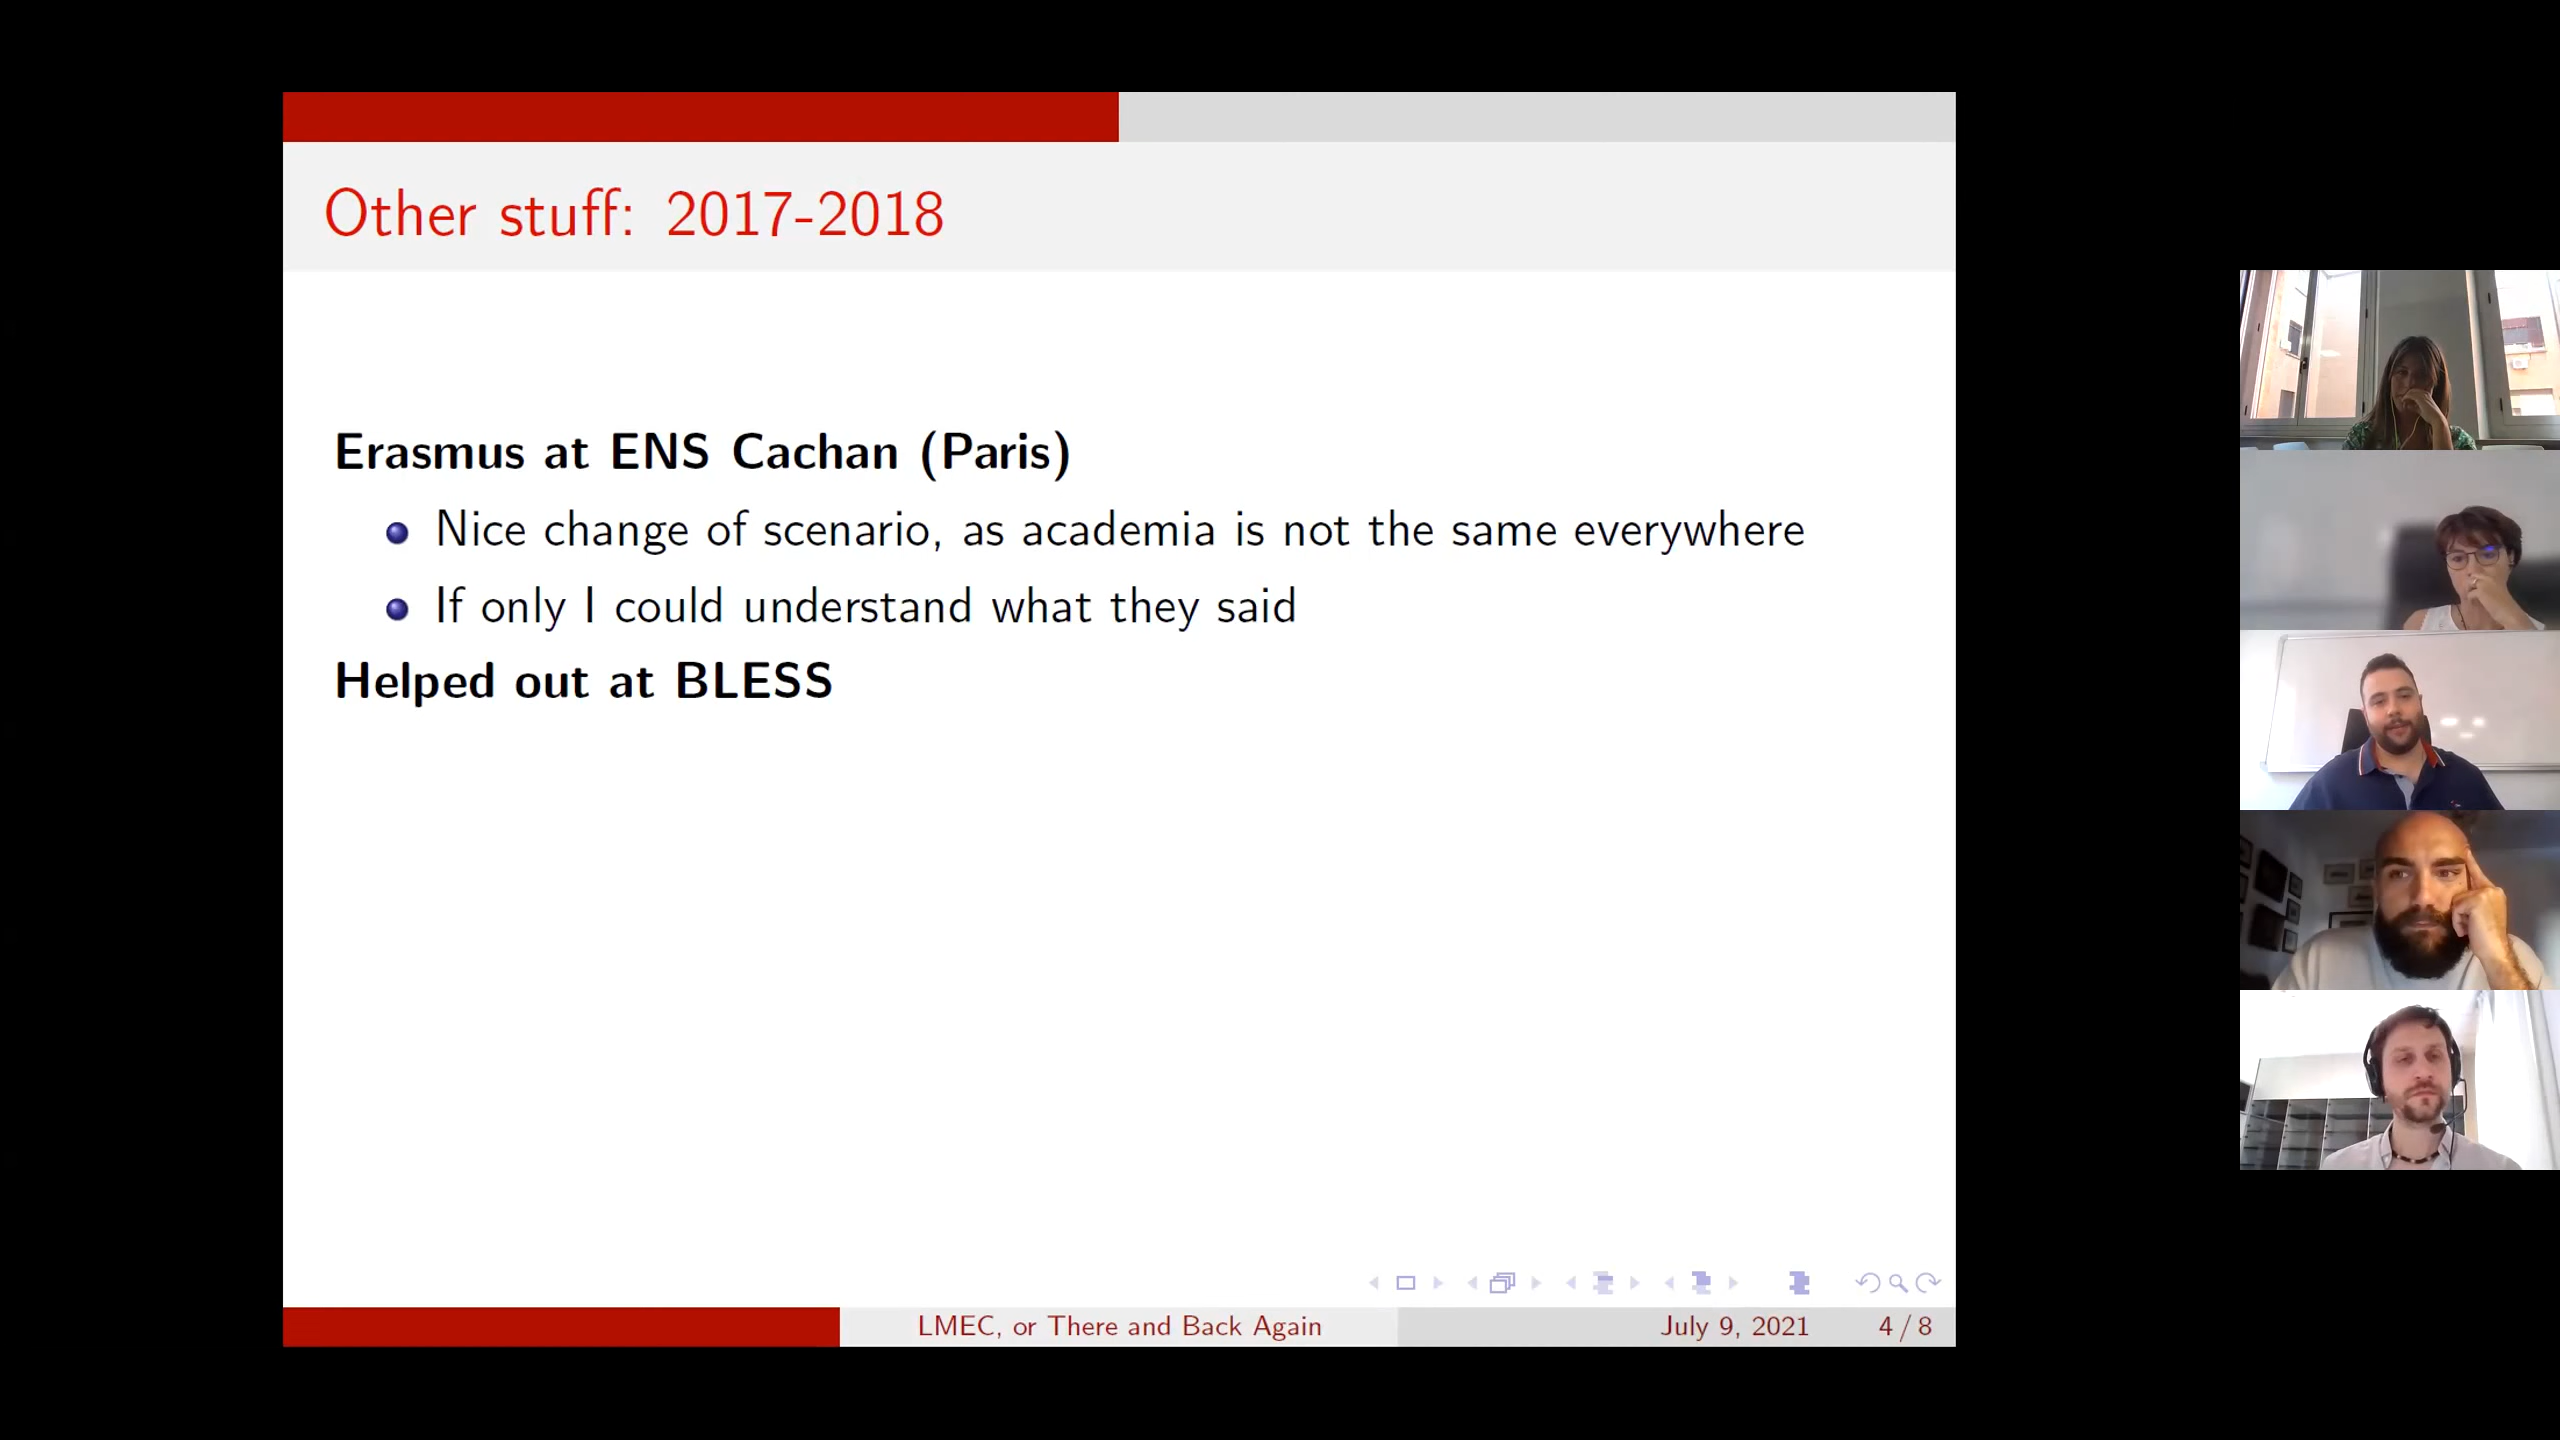 Other stuff: 2017-2018
Erasmus at ENS Cachan (Paris)
Nice change of scenario, as academia is not the same everywhere
If only I could understand what they said
Helped out at BLESS
LMEC, or There and Back Again
July 9, 2021
4 / 8